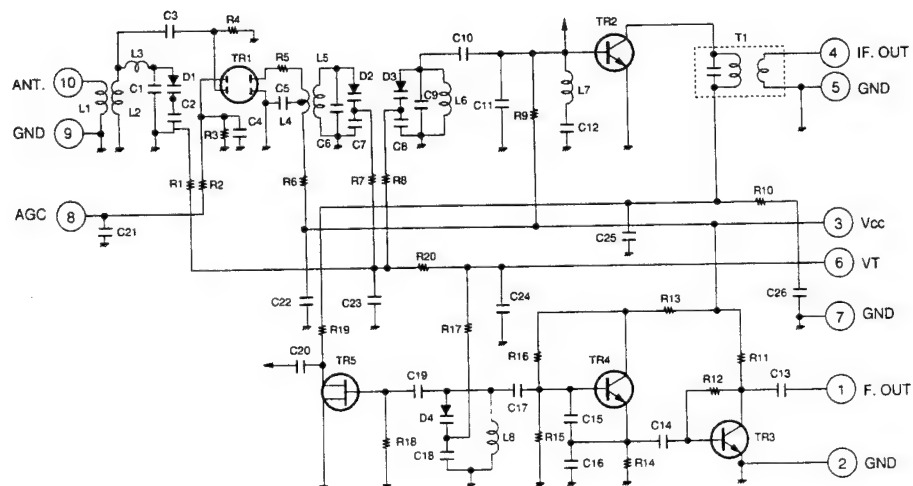 C3
R4
TR1
L3
D1
C1
C2
ANT.
10
L1
L2
GND
9
R3
C4
R5
C5
L4
L5
D2
C6
C7
D3
C9
C8
L6
C10
C11
R9
L7
C12
TR2
T1
4
IF. OUT
5
GND
R1
R2
R6
R7
R8
AGC
8
C21
R10
3
Vcc
C25
R20
6
VT
C22
C23
C24
R17
R13
C26
7
GND
R19
C20
TR5
C19
D4
C18
R18
L8
C17
R16
TR4
C15
R15
C16
R14
C14
R12
R11
C13
1
F. OUT
TR3
2
GND